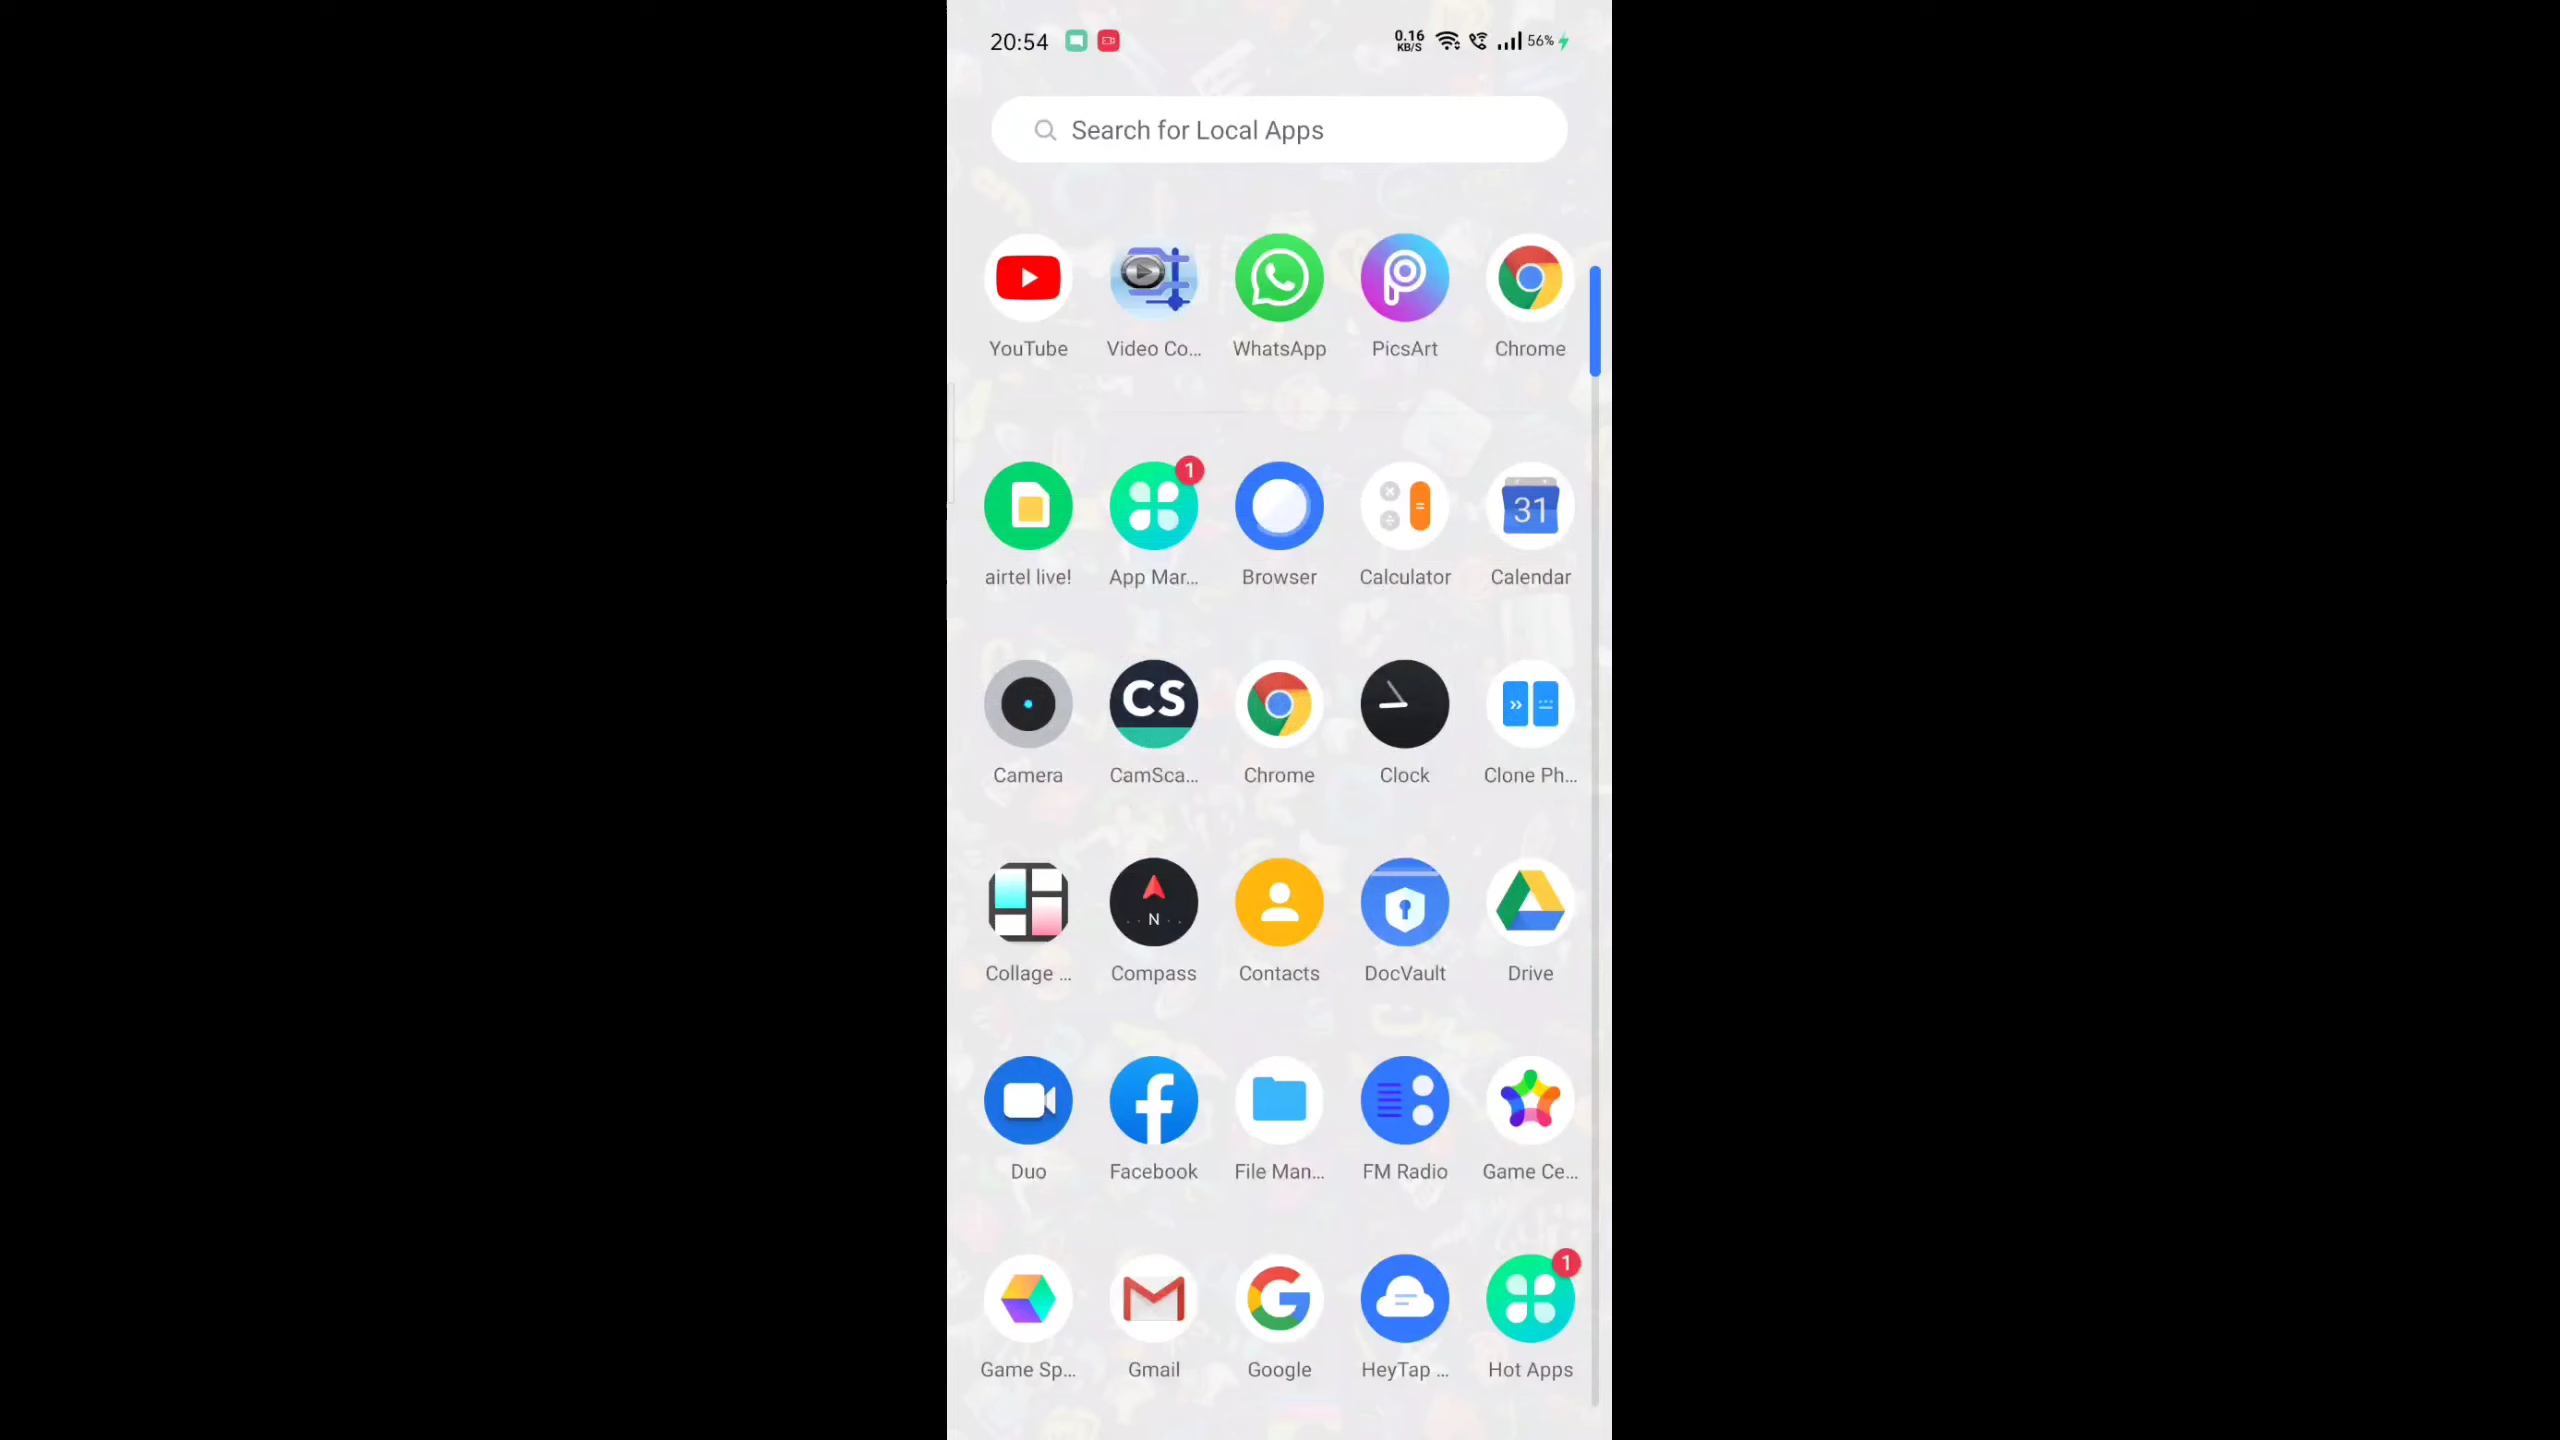 20:54 0.16 KB/S 56%
Search for Local Apps
YouTube Video Co... WhatsApp PicsArt Chrome
1
31
airtel live! App Mar... Browser Calculator Calendar
CS
Camera CamSca... Chrome Clock Clone Ph...
N
Collage ... Compass Contacts DocVault Drive
Duo Facebook File Man... FM Radio Game Ce...
1
Game Sp... Gmail Google HeyTap ... Hot Apps